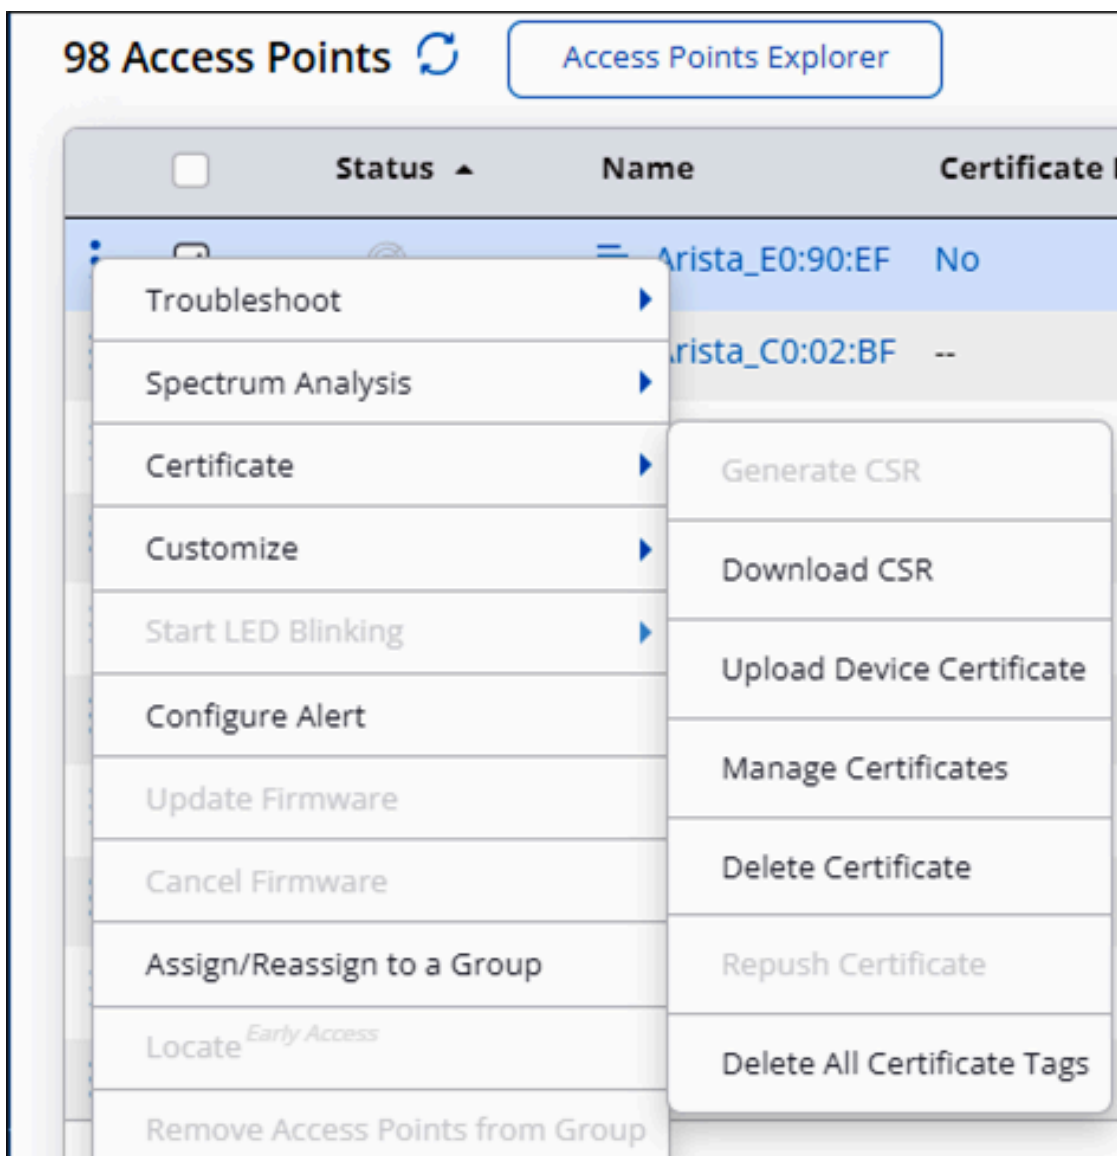 98 Access Points
Access Points Explorer
Status Name Certificate
Arista_E0:90:EF No
Arista_C0:02:BF --
Troubleshoot
Spectrum Analysis
Certificate
Customize
Start LED Blinking
Configure Alert
Update Firmware
Cancel Firmware
Assign/Reassign to a Group
Locate Early Access
Remove Access Points from Group
Generate CSR
Download CSR
Upload Device Certificate
Manage Certificates
Delete Certificate
Repush Certificate
Delete All Certificate Tags